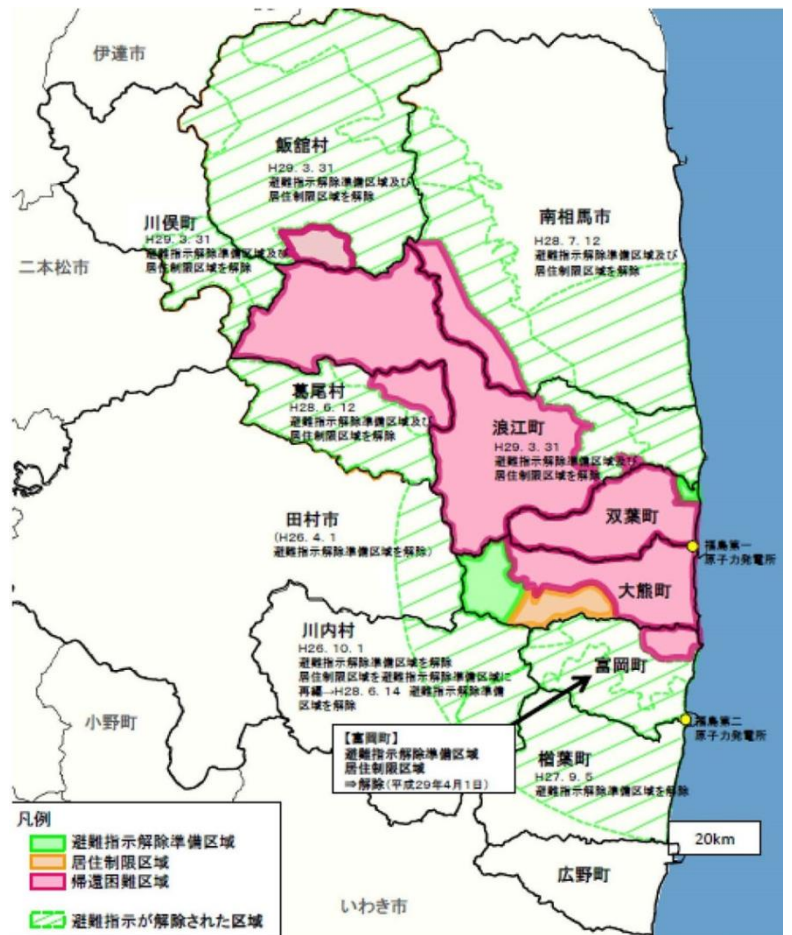 伊達市
飯舘村
H29.3.31
避難指示解除準備区域及び
居住制限区域を解除
川俣町
H29.3.31
避難指示解除準備区域及び
居住制限区域を解除
二本松市
南相馬市
H28.7.12
避難指示解除準備区域及び
居住制限区域を解除
葛尾村
H28.6.12
避難指示解除準備区域及び
居住制限区域を解除
浪江町
H29.3.31
避難指示解除準備区域及び
居住制限区域を解除
田村市
(H26.4.1
避難指示解除準備区域を解除)
双葉町
福島第一
原子力発電所
大熊町
川内村
H26.10.1
避難指示解除準備区域を解除
居住制限区域を避難指示解除準備区域に
再編→H28.6.14 避難指示解除準備
区域を解除
富岡町
小野町
福島第二
原子力発電所
【富岡町】
避難指示解除準備区域
居住制限区域
⇒解除(平成29年4月1日)
楢葉町
H27.9.5
避難指示解除準備区域を解除
20km
広野町
いわき市
凡例
避難指示解除準備区域
居住制限区域
帰還困難区域
避難指示が解除された区域